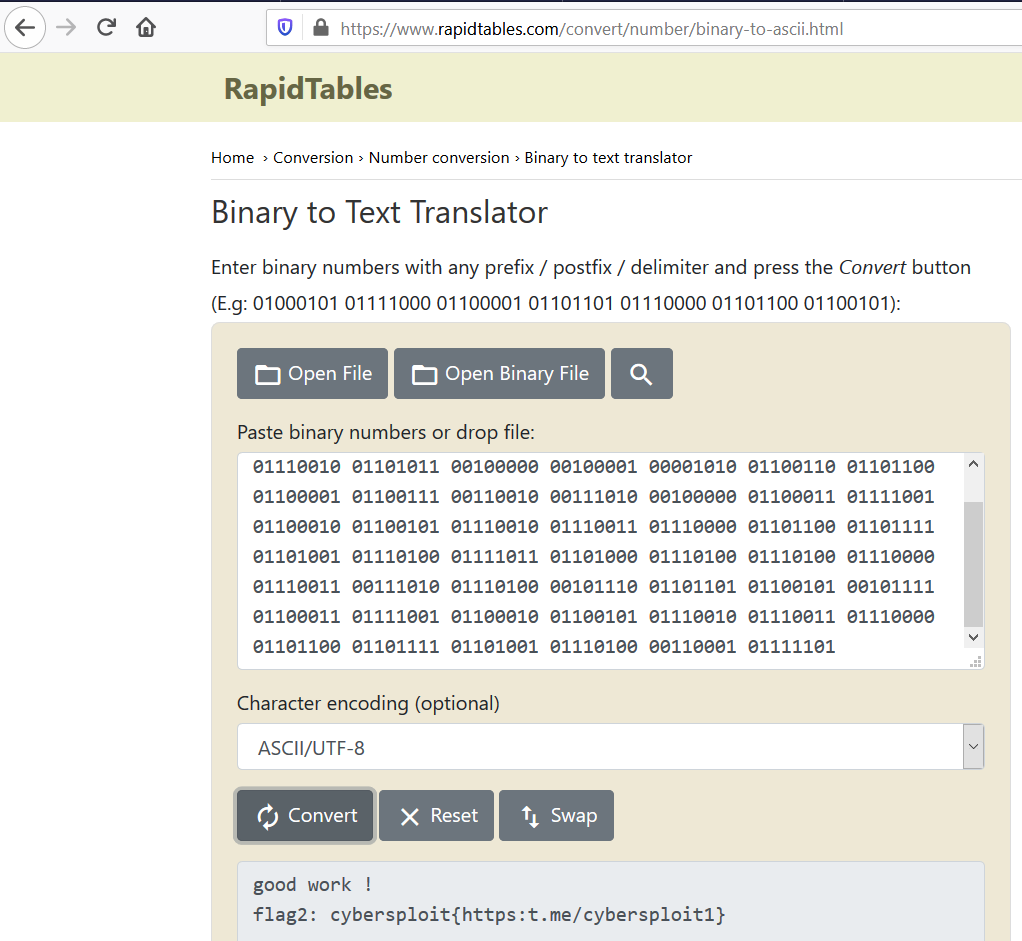 https://www.rapidtables.com/convert/number/binary-to-ascii.html
RapidTables
Home › Conversion › Number conversion › Binary to text translator
Binary to Text Translator
Enter binary numbers with any prefix / postfix / delimiter and press the Convert button
(E.g: 01000101 01111000 01100001 01101101 01110000 01101100 01100101):
Open File Open Binary File
Paste binary numbers or drop file:
01110010 01101011 00100000 00100001 00001010 01100110 01101100
01100001 01100111 00110010 00111010 00100000 01100011 01111001
01100010 01100101 01110010 01110011 01110000 01101100 01101111
01101001 01110100 01111011 01101000 01110100 01110100 01110000
01110011 00111010 01110100 00101110 01101101 01100101 00101111
01100011 01111001 01100010 01100101 01110010 01110011 01110000
01101100 01101111 01101001 01110100 00110001 01111101
Character encoding (optional)
ASCII/UTF-8
Convert Reset Swap
good work !
flag2: cybersploit{https:t.me/cybersploit1}